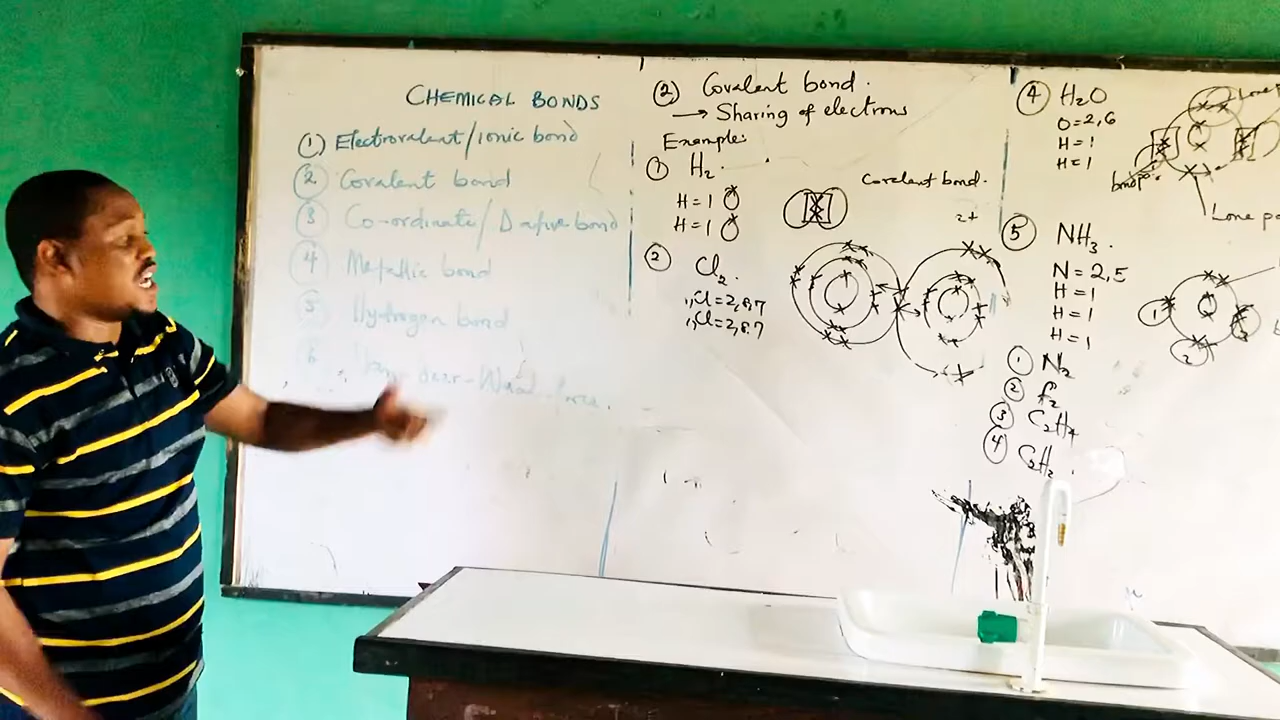 CHEMICAL BONDS
① Electrovalent/ionic bond
② Covalent bond
③ Co-ordinate/Dative bond
④ Metallic bond
5 Hydrogen bond
6
② Covalent bond.
→ Sharing of electrons
Example:
① H₂.
H = 1
H = 1
② Cl₂.
₁₇Cl = 2,8,7
₁₇Cl = 2,8,7
Covalent bond.
④ H₂O
O = 2,6
H = 1
H = 1
Lone p
⑤ NH₃.
N = 2,5
H = 1
H = 1
H = 1
① N₂
② f₂
③ C₂H₄
④ C₂H₂.